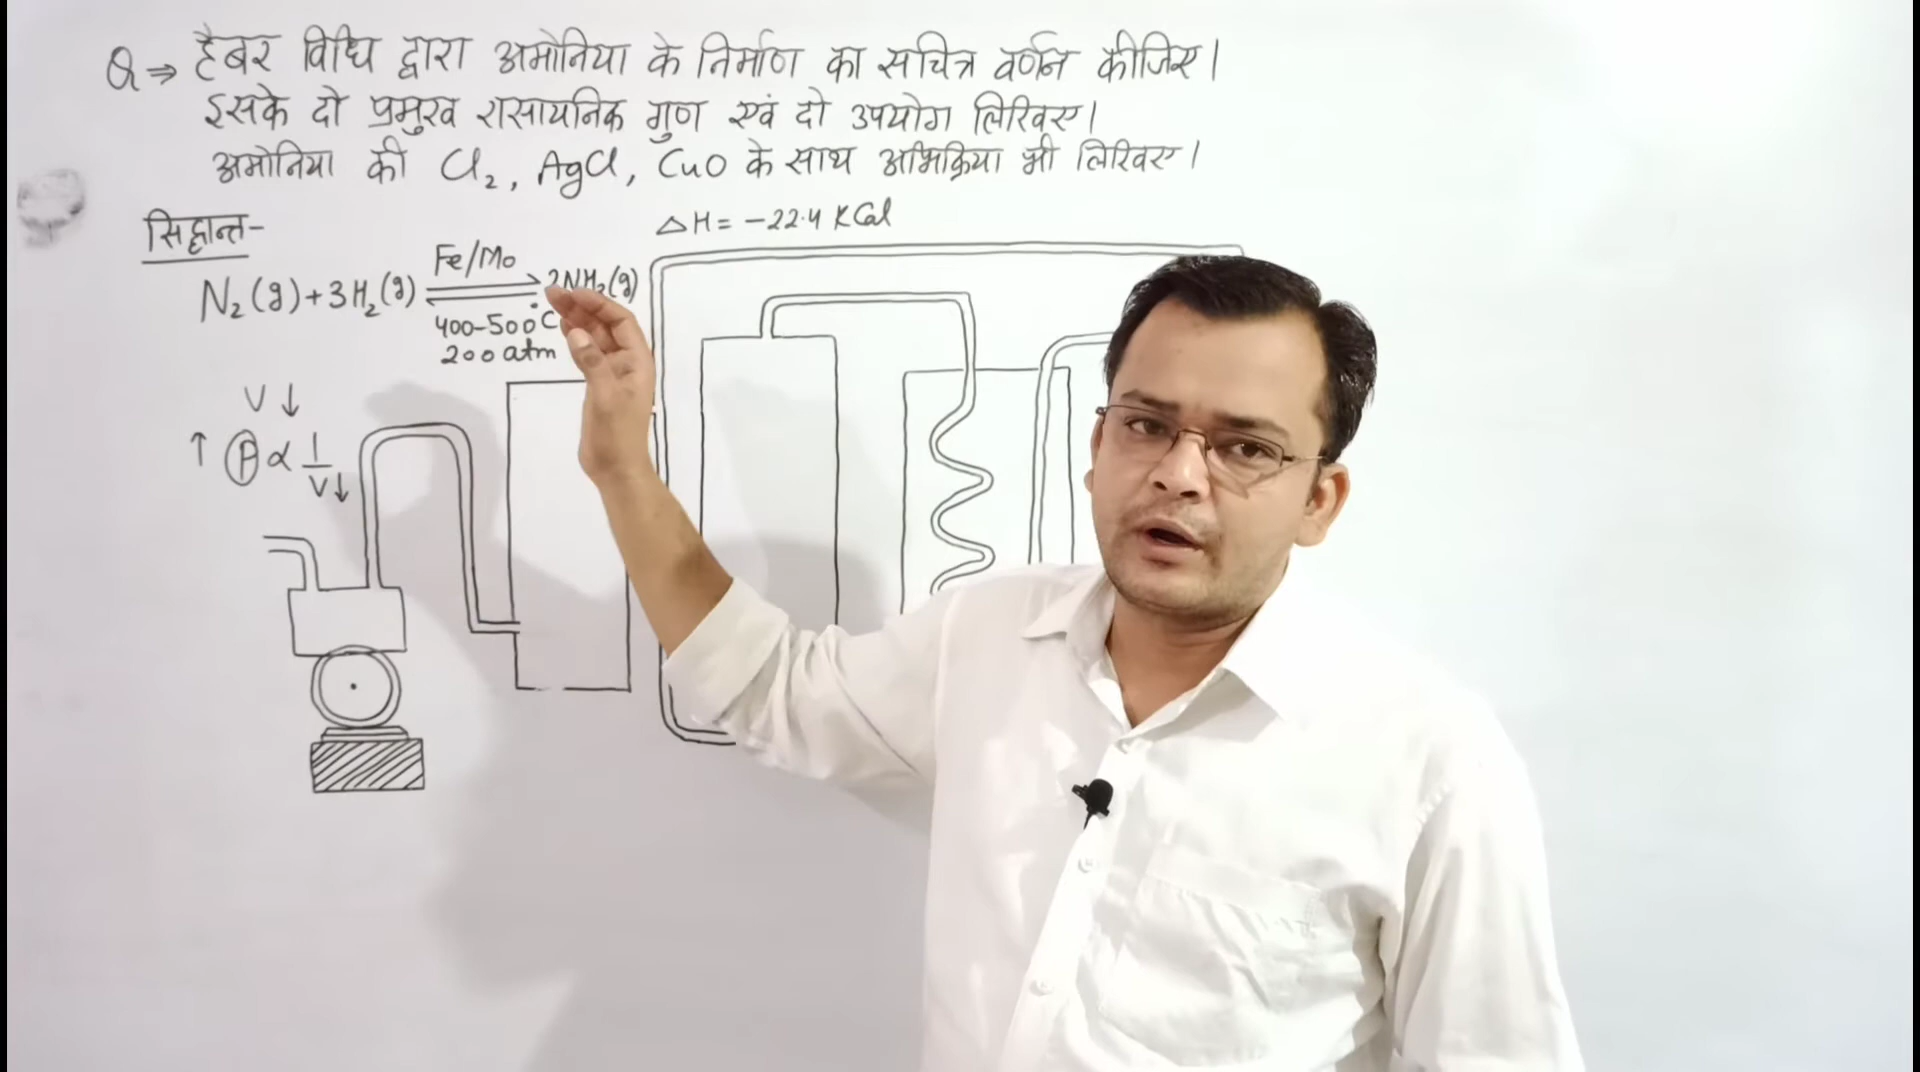 Q ⇒ हैबर विधि द्वारा अमोनिया के निर्माण का सचित्र वर्णन कीजिए।
इसके दो प्रमुख रासायनिक गुण एवं दो उपयोग लिखिए।
अमोनिया की Cl₂, AgCl, CuO के साथ अभिक्रिया भी लिखिए।
सिद्धान्त-
ΔH = -22.4 KCal
Fe/Mo
N₂(g) + 3H₂(g) ⇌ 2NH₃(g)
400-500°C
200 atm
V ↓
↑ P ∝ 1/V ↓